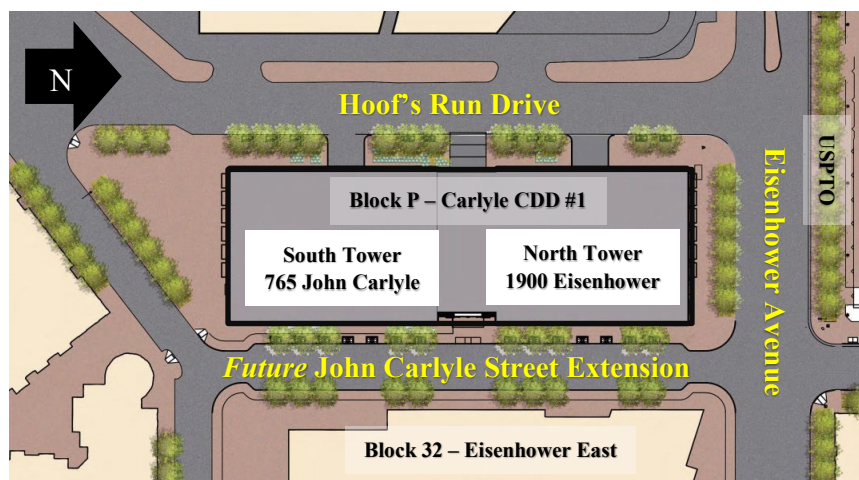 N
Hoof's Run Drive
USPTO
Eisenhower Avenue
Block P – Carlyle CDD #1
South Tower
765 John Carlyle
North Tower
1900 Eisenhower
Future John Carlyle Street Extension
Block 32 – Eisenhower East